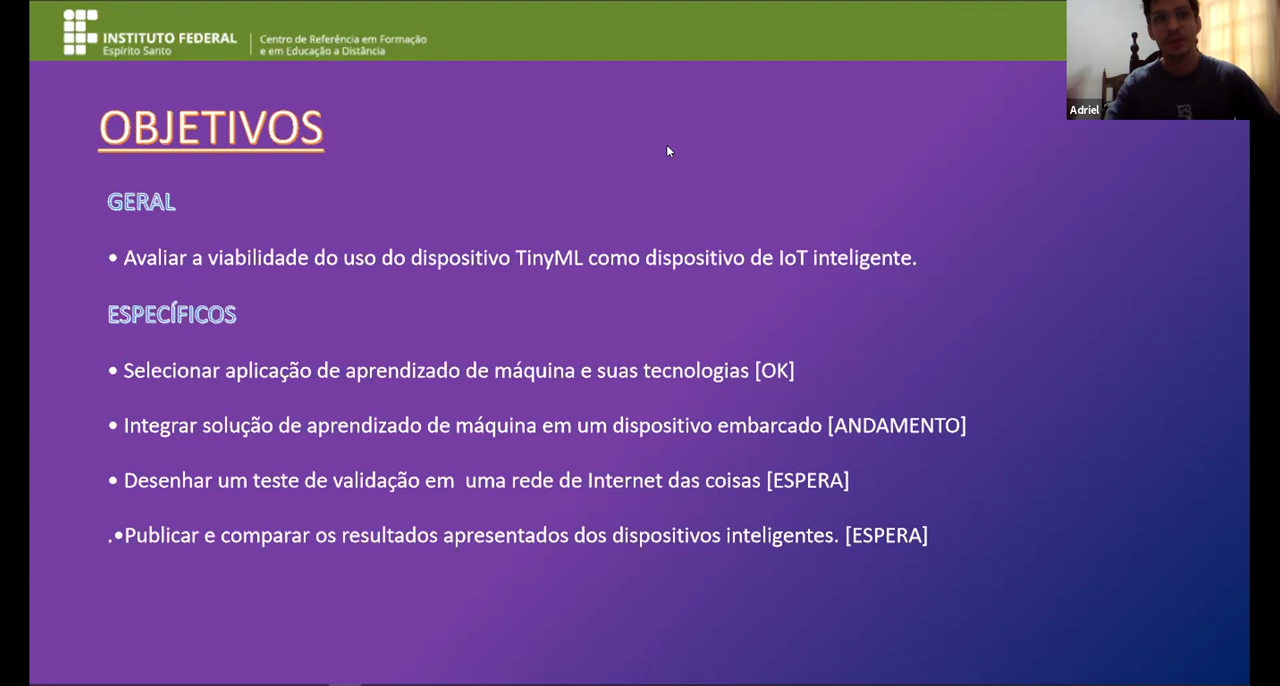 INSTITUTO FEDERAL
Espírito Santo
Centro de Referência em Formação
e em Educação a Distância
Adriel
OBJETIVOS
GERAL
• Avaliar a viabilidade do uso do dispositivo TinyML como dispositivo de IoT inteligente.
ESPECÍFICOS
• Selecionar aplicação de aprendizado de máquina e suas tecnologias [OK]
• Integrar solução de aprendizado de máquina em um dispositivo embarcado [ANDAMENTO]
• Desenhar um teste de validação em  uma rede de Internet das coisas [ESPERA]
.•Publicar e comparar os resultados apresentados dos dispositivos inteligentes. [ESPERA]